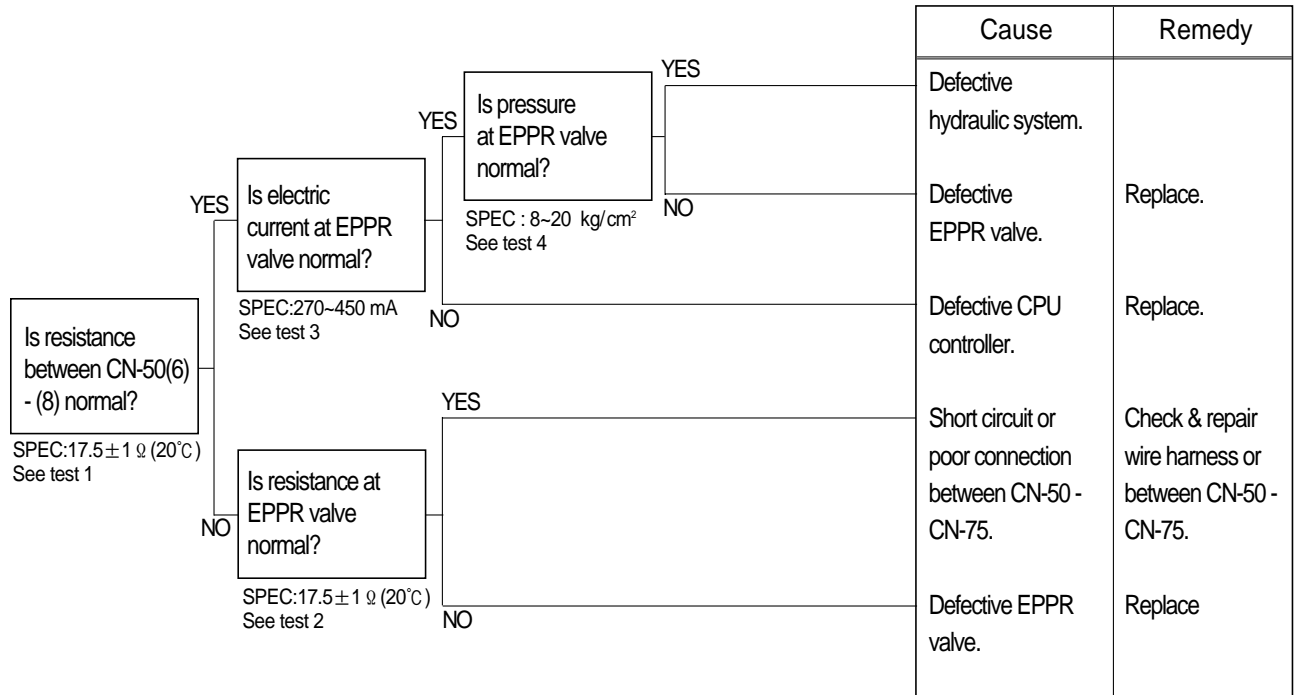 Cause
Remedy
YES
Defective
hydraulic system.
Is pressure
at EPPR valve
normal?
YES
NO
SPEC : 8~20 kg/cm²
See test 4
Defective
EPPR valve.
Replace.
Is electric
current at EPPR
valve normal?
YES
SPEC:270~450 mA
See test 3
NO
Defective CPU
controller.
Replace.
Is resistance
between CN-50(6)
- (8) normal?
SPEC:17.5±1 Ω (20℃)
See test 1
YES
Short circuit or
poor connection
between CN-50 -
CN-75.
Check & repair
wire harness or
between CN-50 -
CN-75.
Is resistance at
EPPR valve
normal?
NO
SPEC:17.5±1 Ω (20℃)
See test 2
NO
Defective EPPR
valve.
Replace